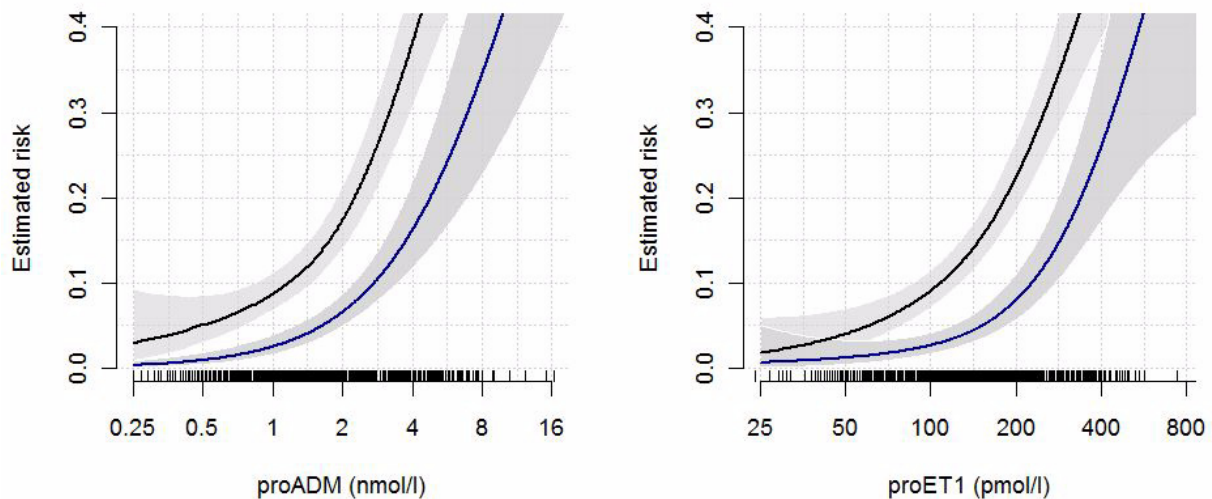 0.4
0.3
0.2
0.1
0.0
Estimated risk
0.25 0.5 1 2 4 8 16
proADM (nmol/l)
0.4
0.3
0.2
0.1
0.0
Estimated risk
25 50 100 200 400 800
proET1 (pmol/l)